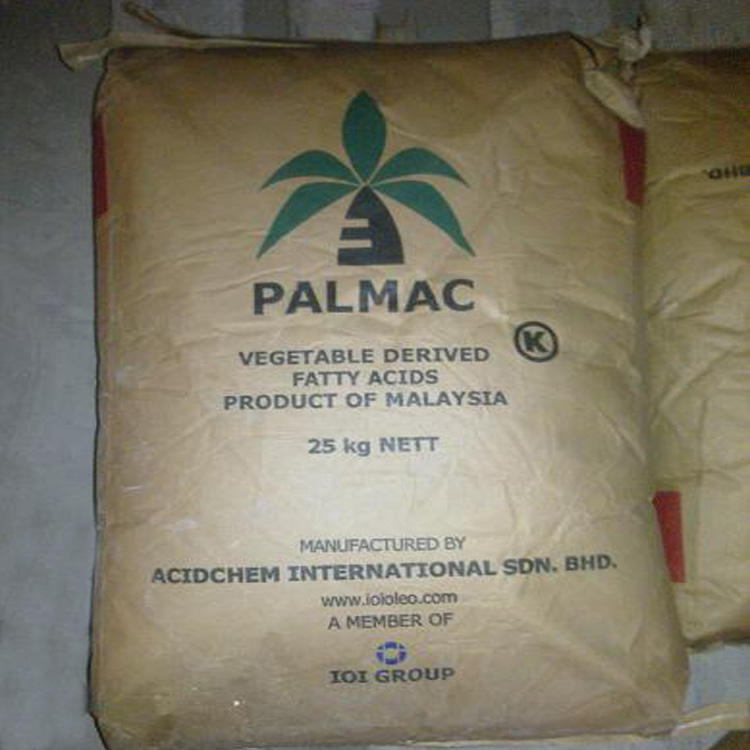 PALMAC
K
VEGETABLE DERIVED
FATTY ACIDS
PRODUCT OF MALAYSIA
25 kg NETT
MANUFACTURED BY
ACIDCHEM INTERNATIONAL SDN. BHD.
www.ioioleo.com
A MEMBER OF
IOI GROUP